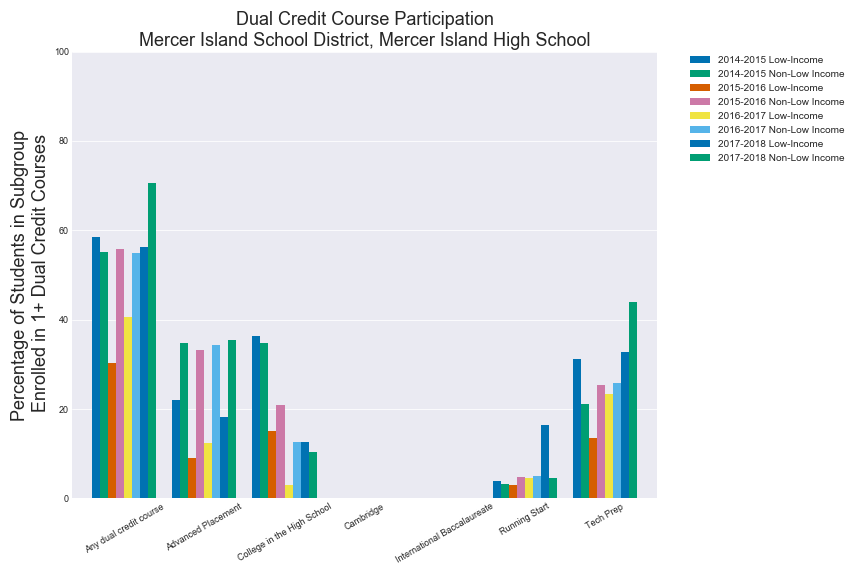 Dual Credit Course Participation
Mercer Island School District, Mercer Island High School
Percentage of Students in Subgroup
Enrolled in 1+ Dual Credit Courses
100
80
60
40
20
0
Any dual credit course
Advanced Placement
College in the High School
Cambridge
International Baccalaureate
Running Start
Tech Prep
2014-2015 Low-Income
2014-2015 Non-Low Income
2015-2016 Low-Income
2015-2016 Non-Low Income
2016-2017 Low-Income
2016-2017 Non-Low Income
2017-2018 Low-Income
2017-2018 Non-Low Income